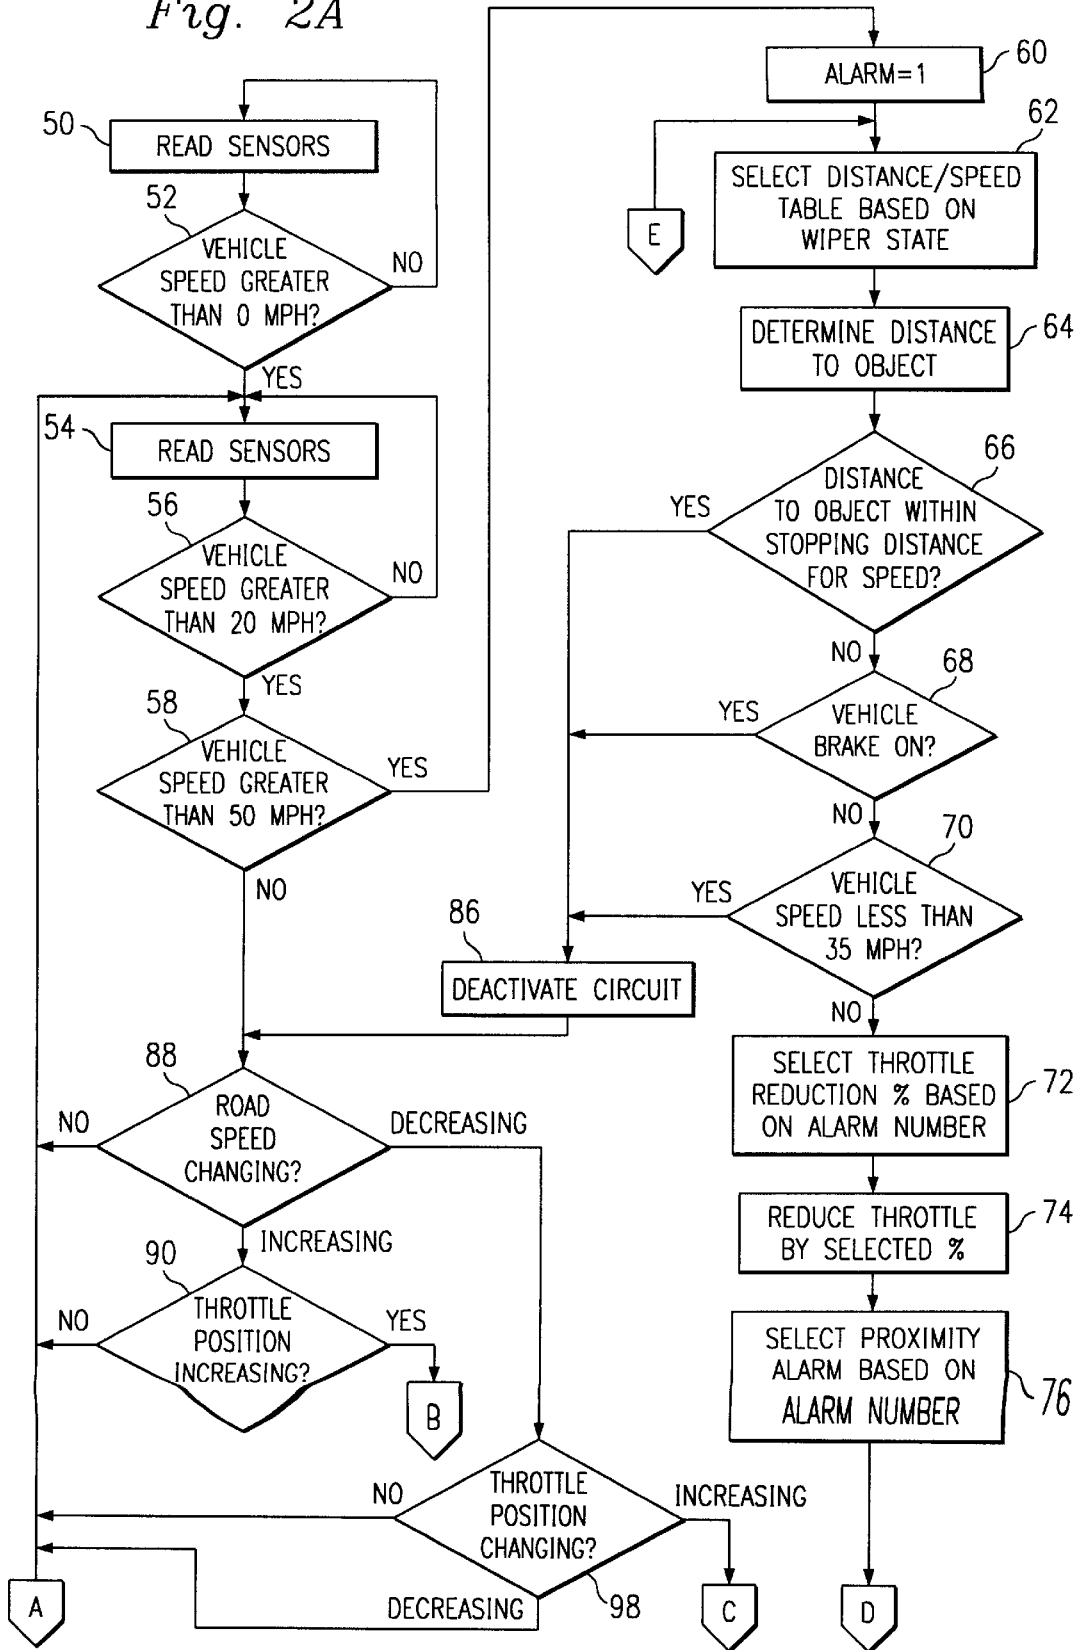 Fig. 2A
50
READ SENSORS
52
VEHICLE
SPEED GREATER
THAN 0 MPH?
NO
YES
54
READ SENSORS
56
VEHICLE
SPEED GREATER
THAN 20 MPH?
NO
YES
58
VEHICLE
SPEED GREATER
THAN 50 MPH?
YES
NO
86
DEACTIVATE CIRCUIT
88
ROAD
SPEED
CHANGING?
NO
DECREASING
INCREASING
90
THROTTLE
POSITION
INCREASING?
NO
YES
B
THROTTLE
POSITION
CHANGING?
NO
INCREASING
DECREASING
98
A
C
D
60
ALARM=1
62
SELECT DISTANCE/SPEED
TABLE BASED ON
WIPER STATE
E
64
DETERMINE DISTANCE
TO OBJECT
66
DISTANCE
TO OBJECT WITHIN
STOPPING DISTANCE
FOR SPEED?
YES
NO
68
VEHICLE
BRAKE ON?
YES
NO
70
VEHICLE
SPEED LESS THAN
35 MPH?
YES
NO
72
SELECT THROTTLE
REDUCTION % BASED
ON ALARM NUMBER
74
REDUCE THROTTLE
BY SELECTED %
76
SELECT PROXIMITY
ALARM BASED ON
ALARM NUMBER